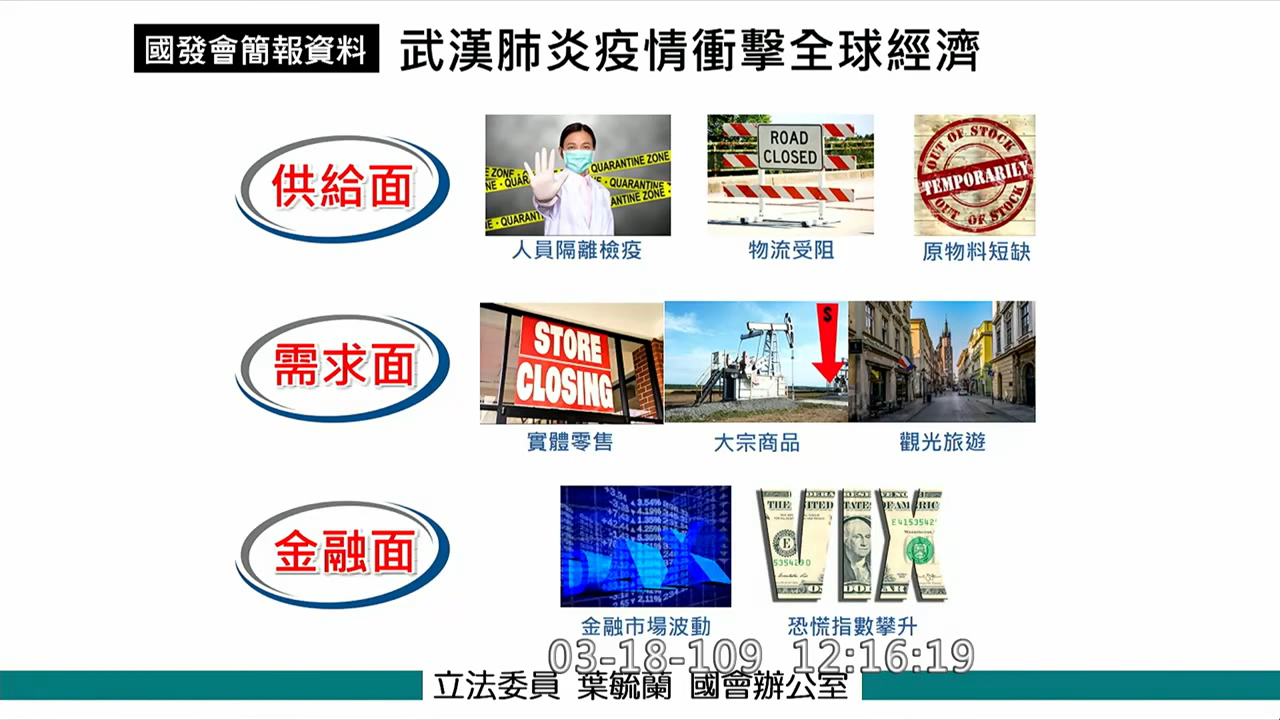 國發會簡報資料 武漢肺炎疫情衝擊全球經濟
供給面
QUARANTINE ZONE
ROAD CLOSED
OUT OF STOCK
TEMPORARILY
OUT OF STOCK
人員隔離檢疫 物流受阻 原物料短缺
需求面
STORE CLOSING
$
實體零售 大宗商品 觀光旅遊
金融面
VIX
金融市場波動 恐慌指數攀升
03-18-109 12:16:19
立法委員 葉毓蘭 國會辦公室